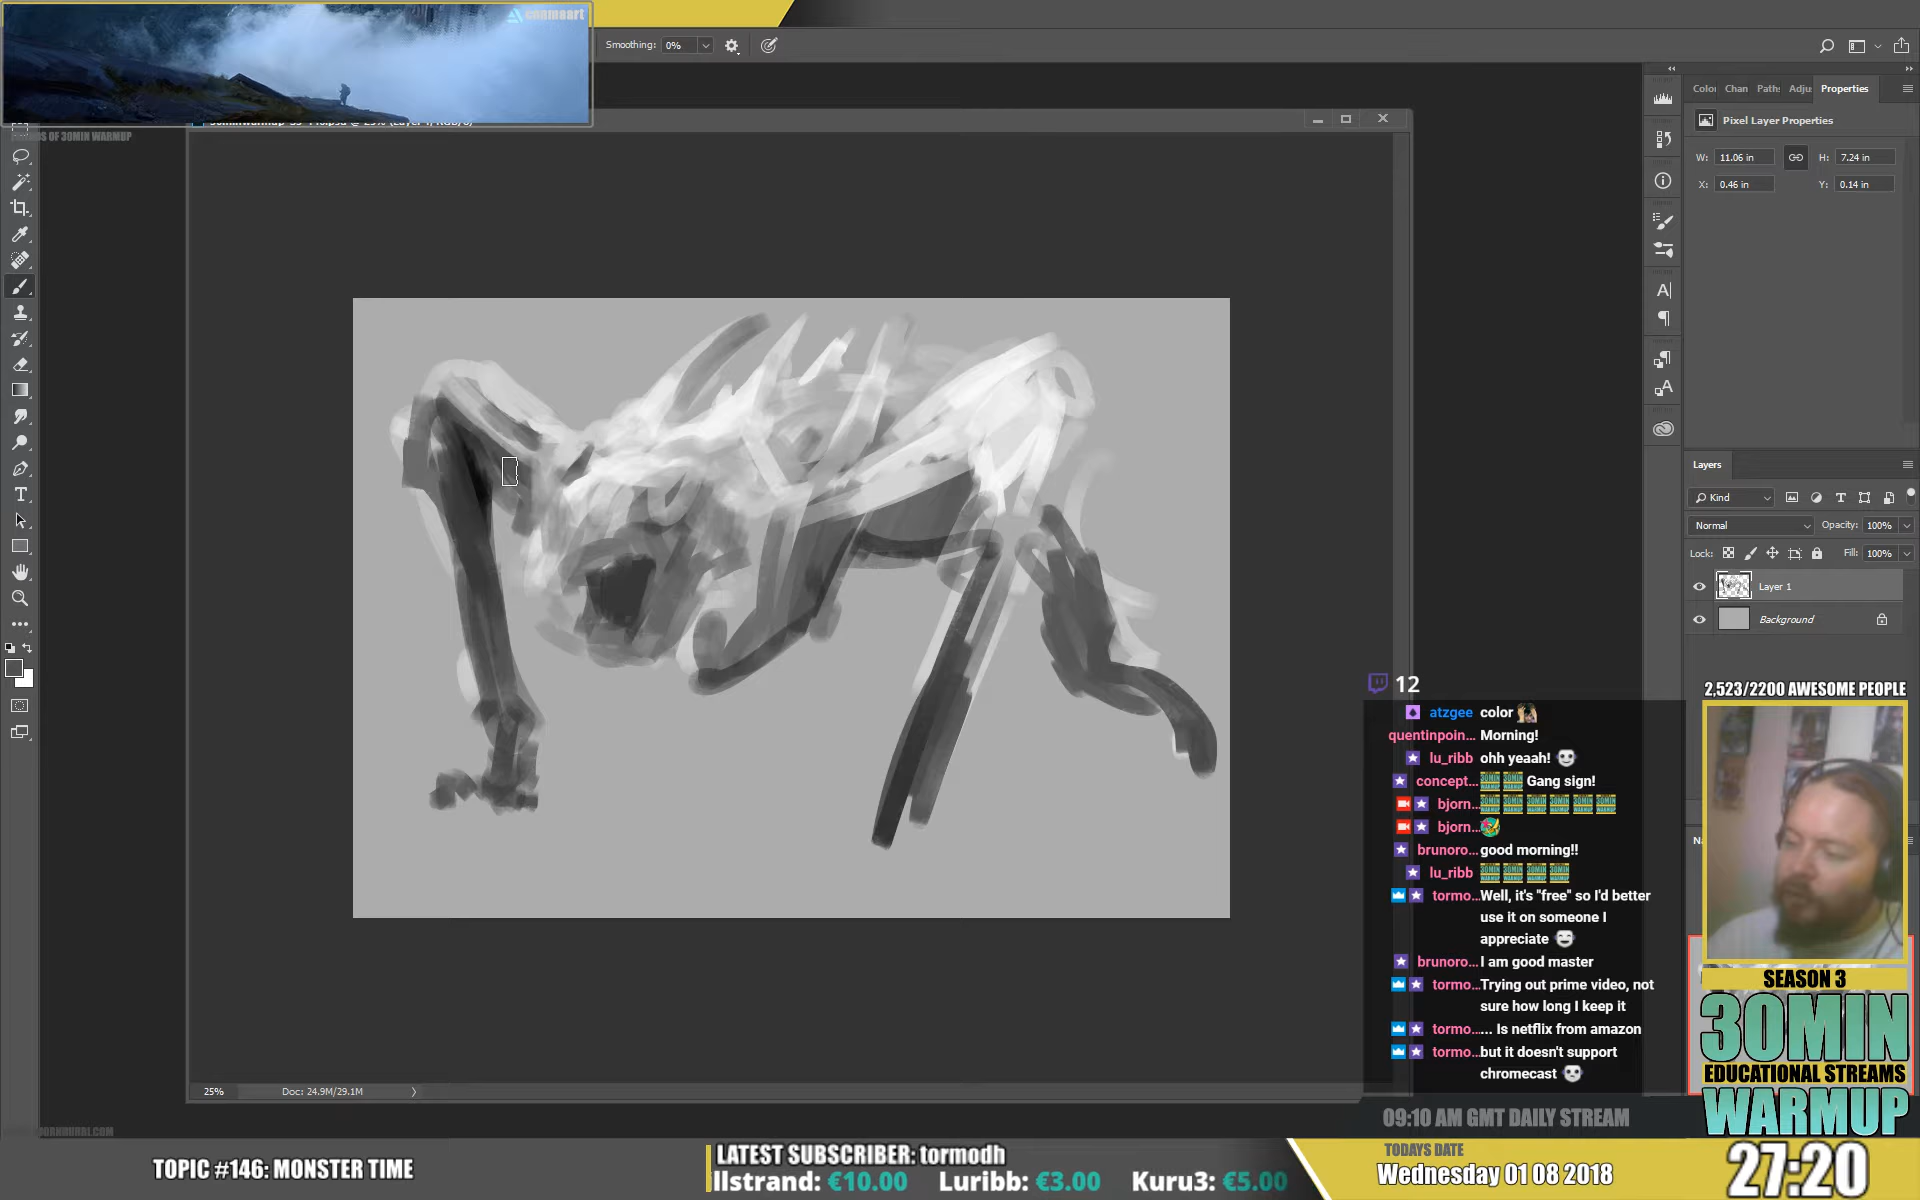 Smoothing: 0%
S OF 30MIN WARMUP
Chan Paths Properties
Pixel Layer Properties
W: 11.06 in H: 7.24 in
X: 0.46 in Y: 0.14 in
Layers
Kind
Normal Opacity: 100%
Lock: Fill: 100%
Layer 1
Background
2,523/2200 AWESOME PEOPLE
12
atzgee color
quentinpoin... Morning!
lu_ribb ohh yeaah!
concept... Gang sign!
bjorn...
bjorn...
brunoro... good morning!!
lu_ribb
tormo... Well, it's "free" so I'd better
use it on someone I
appreciate
brunoro... I am good master
tormo... Trying out prime video, not
sure how long I keep it
tormo... ... Is netflix from amazon
tormo... but it doesn't support
chromecast
25% Doc: 24.9M/29.1M
SEASON 3
30MIN
EDUCATIONAL STREAMS
WARMUP
09:10 AM GMT DAILY STREAM
TOPIC #146: MONSTER TIME
LATEST SUBSCRIBER: tormodh
llstrand: €10.00 Luribb: €3.00 Kuru3: €5.00
TODAYS DATE
Wednesday 01 08 2018
27:20